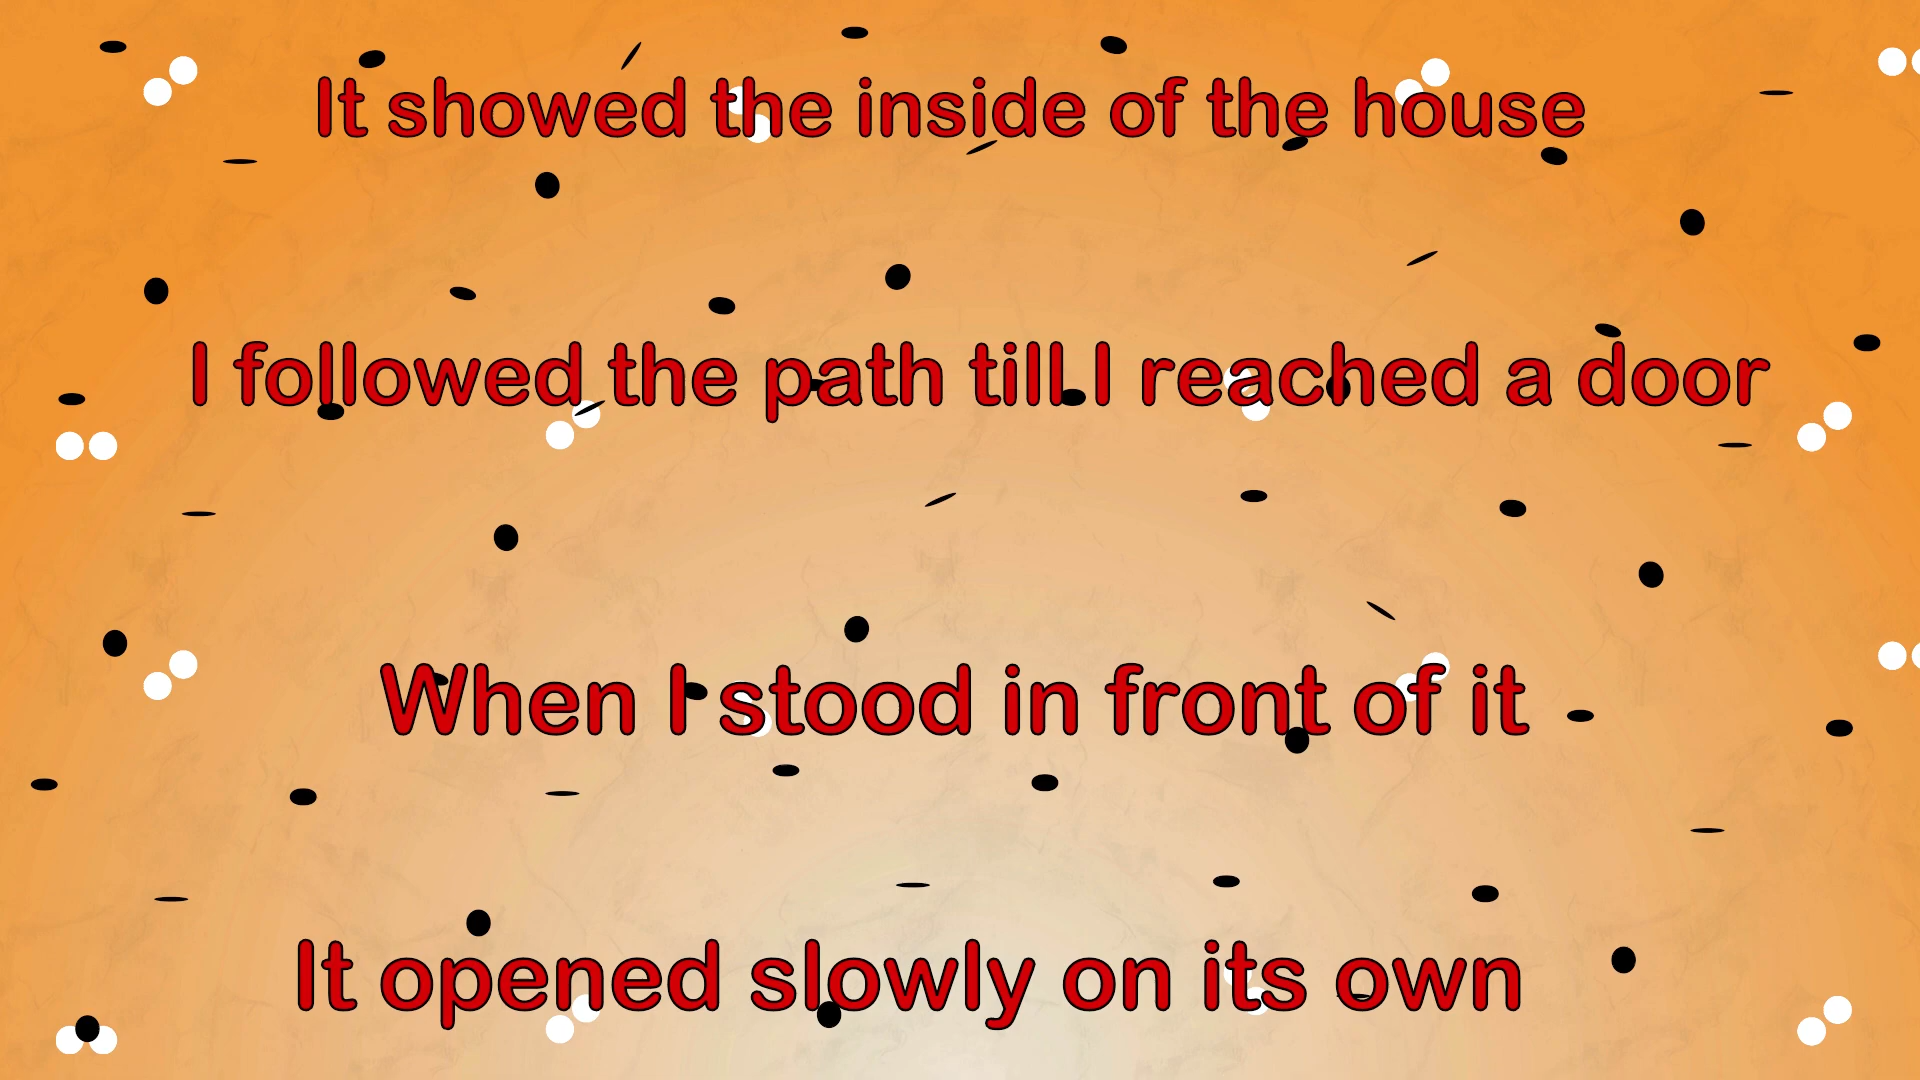 It showed the inside of the house
I followed the path till I reached a door
When I stood in front of it
It opened slowly on its own